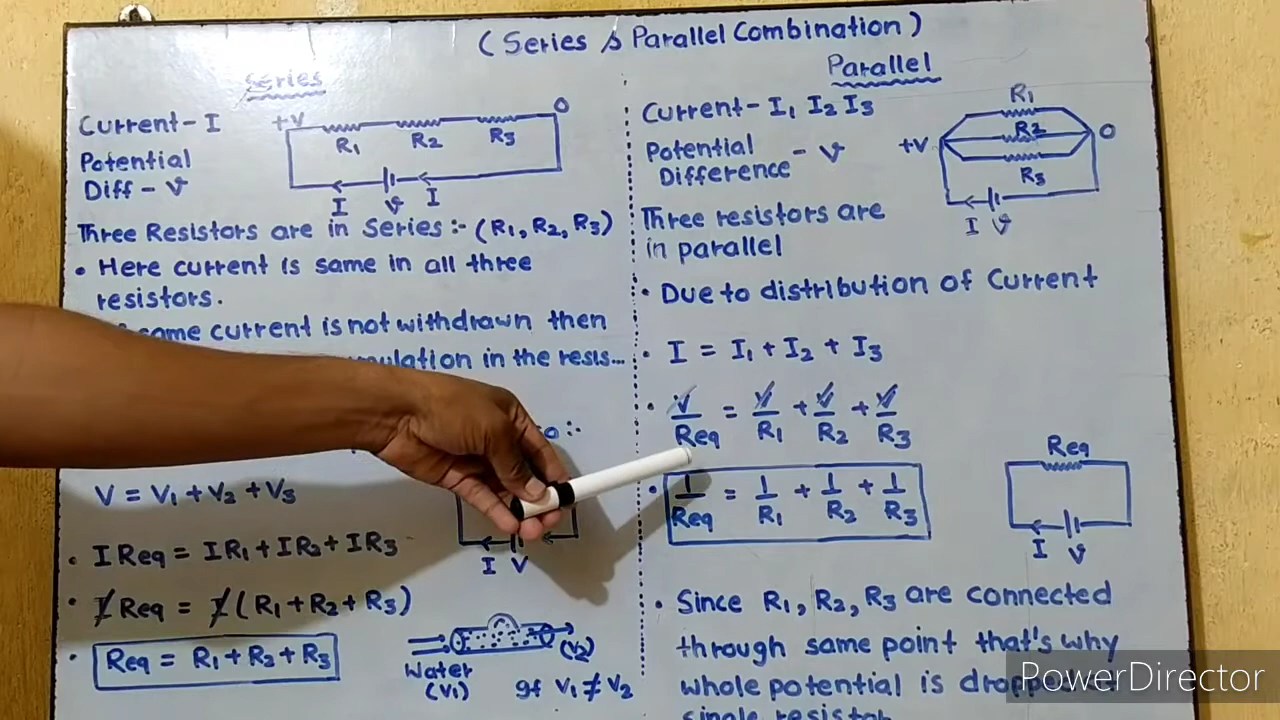 (Series & Parallel Combination)
Series
Current - I
Potential
Diff - V
+V
R1
R2
R3
0
I
V
I
Three Resistors are in Series :- (R1, R2, R3)
• Here current is same in all three
resistors.
same current is not withdrawn then
in the resis...
V = V1 + V2 + V3
I V
• I Req = IR1 + IR2 + IR3
• I Req = I (R1 + R2 + R3)
• Req = R1 + R2 + R3
Water
(V1)
(V2)
If V1 ≠ V2
Parallel
Current - I1 I2 I3
Potential
Difference - V
R1
R2
R3
+V
0
I V
Three resistors are
in parallel
• Due to distribution of Current
• I = I1 + I2 + I3
• V/Req = V/R1 + V/R2 + V/R3
• 1/Req = 1/R1 + 1/R2 + 1/R3
Req
I V
• Since R1, R2, R3 are connected
through same point that's why
whole potential is dropped
single resistor
PowerDirector